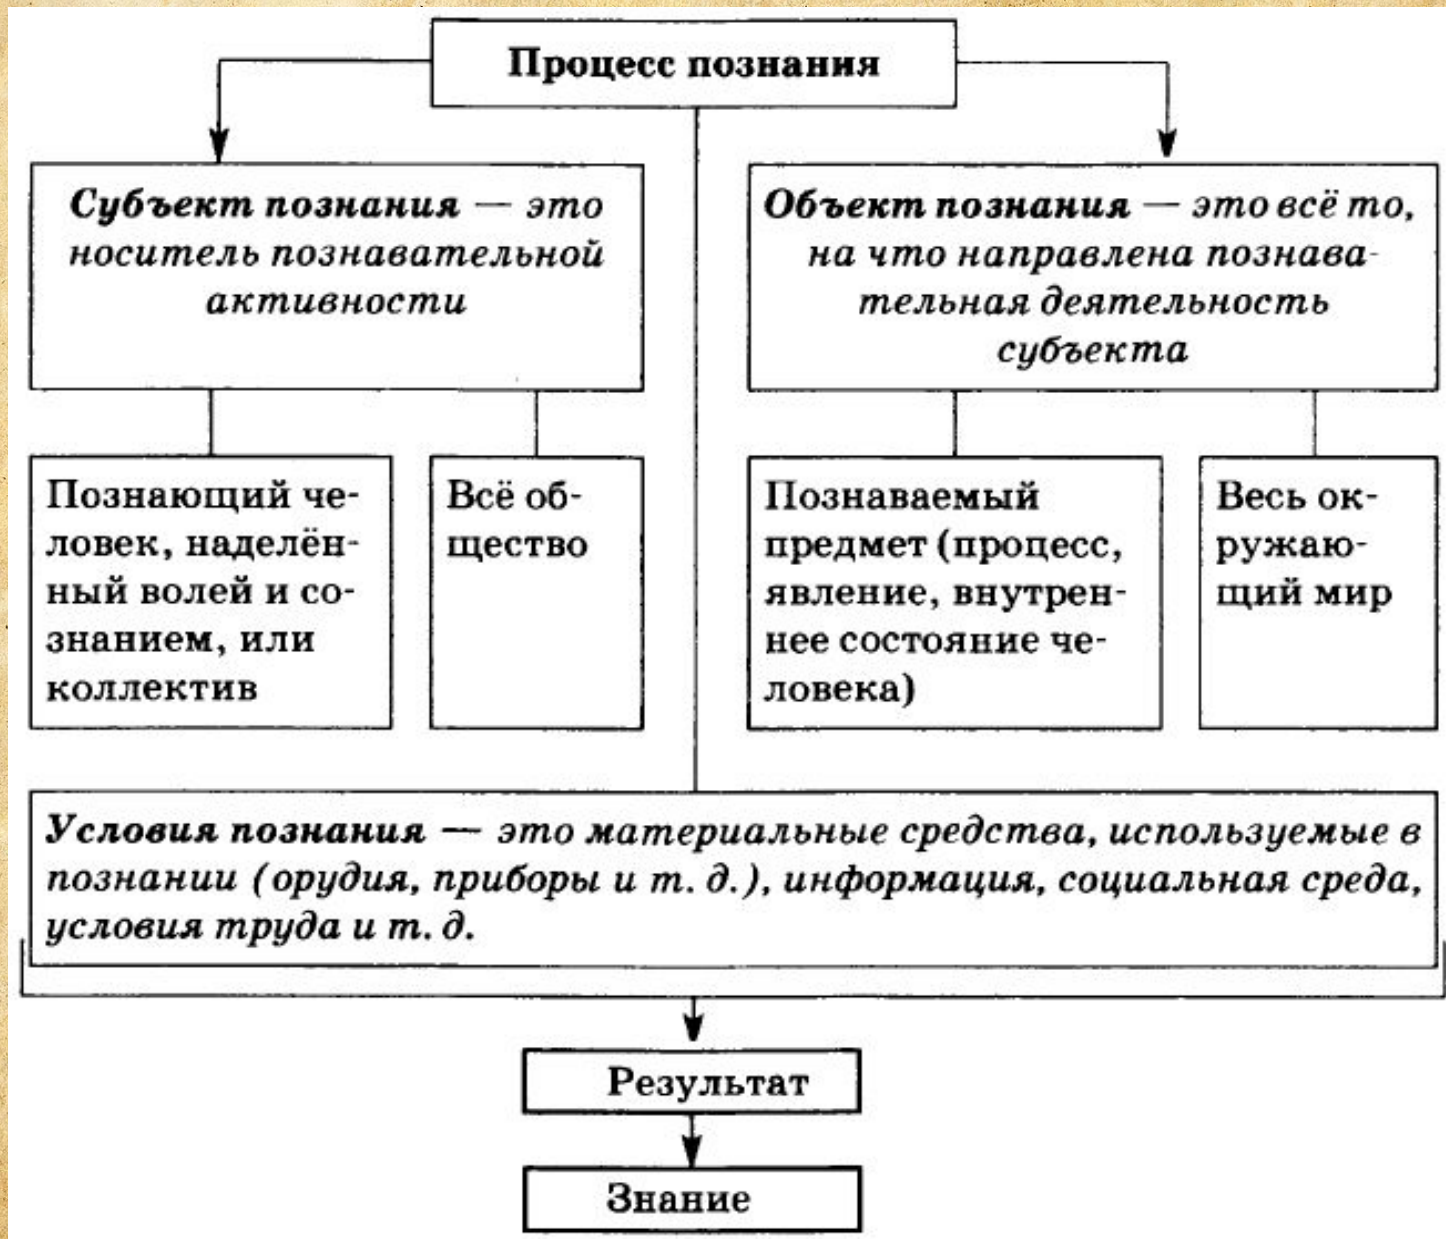 Процесс познания
Субъект познания — это
носитель познавательной
активности
Объект познания — это всё то,
на что направлена познава-
тельная деятельность
субъекта
Познающий че-
ловек, наделён-
ный волей и со-
знанием, или
коллектив
Всё об-
щество
Познаваемый
предмет (процесс,
явление, внутрен-
нее состояние че-
ловека)
Весь ок-
ружаю-
щий мир
Условия познания — это материальные средства, используемые в
познании (орудия, приборы и т. д.), информация, социальная среда,
условия труда и т. д.
Результат
Знание